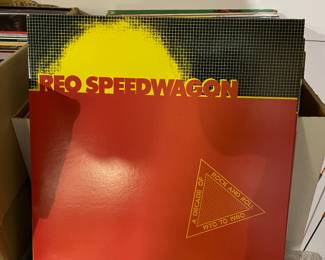 REO SPEEDWAGON
A DECADE OF
ROCK AND ROLL
1970 TO 1980